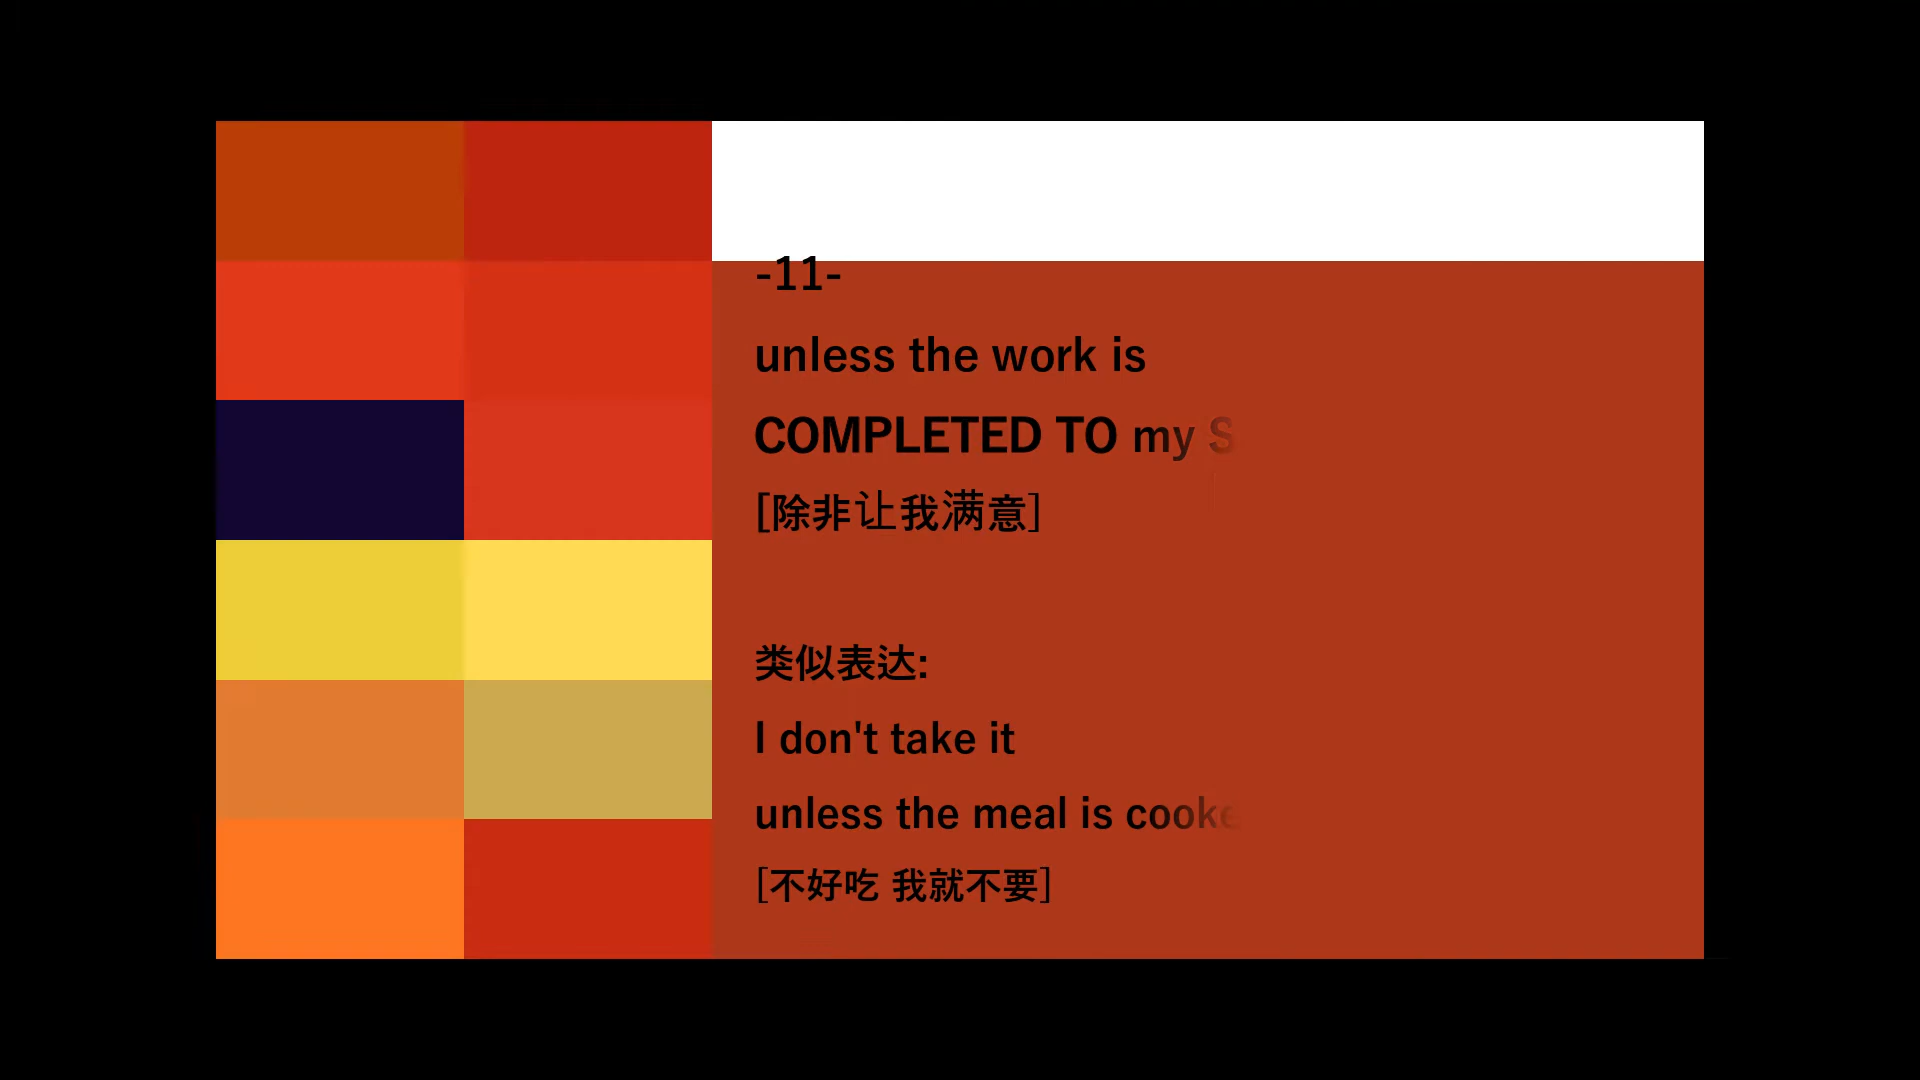 -11-
unless the work is
COMPLETED TO my
[除非让我满意]
类似表达:
I don't take it
unless the meal is
[不好吃 我就不要]